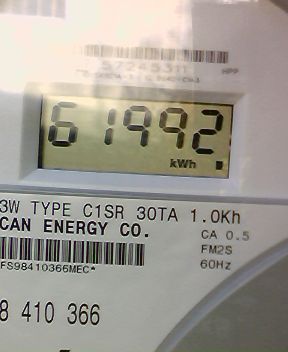 HPP
61992
kWh
3W TYPE C1SR 30TA 1.0Kh
CAN ENERGY CO.
CA 0.5
FM2S
60Hz
FS98410366MEC*
8 410 366